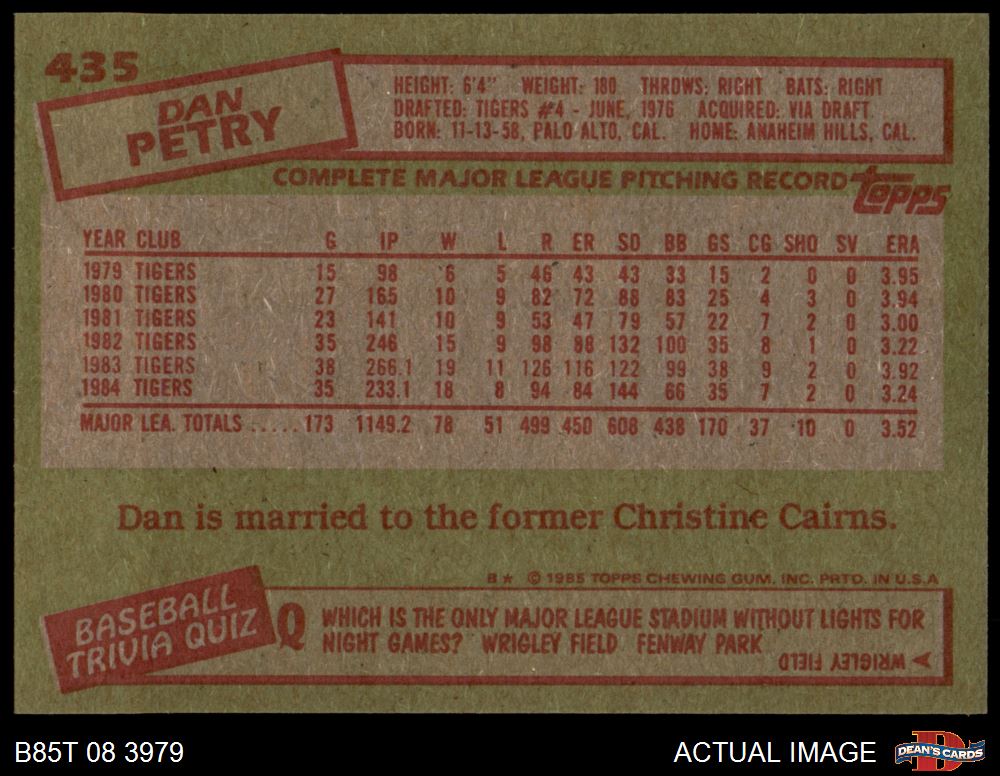 435
DAN
PETRY
HEIGHT: 6'4" WEIGHT: 180 THROWS: RIGHT BATS: RIGHT
DRAFTED: TIGERS #4 - JUNE, 1976 ACQUIRED: VIA DRAFT
BORN: 11-13-58, PALO ALTO, CAL. HOME: ANAHEIM HILLS, CAL.
COMPLETE MAJOR LEAGUE PITCHING RECORD topps
YEAR CLUB G IP W L R ER SO BB GS CG SHO SV ERA
1979 TIGERS 15 98 6 5 46 43 43 33 15 2 0 0 3.95
1980 TIGERS 27 165 10 9 82 72 88 83 25 4 3 0 3.94
1981 TIGERS 23 141 10 9 53 47 79 57 22 7 2 0 3.00
1982 TIGERS 35 246 15 9 98 88 132 100 35 8 1 0 3.22
1983 TIGERS 38 266.1 19 11 126 116 122 99 38 9 2 0 3.92
1984 TIGERS 35 233.1 18 8 94 84 144 66 35 7 2 0 3.24
MAJOR LEA. TOTALS ..... 173 1149.2 78 51 499 450 608 438 170 37 10 0 3.52
Dan is married to the former Christine Cairns.
B★ © 1985 TOPPS CHEWING GUM, INC. PRTD. IN U.S.A
BASEBALL
TRIVIA QUIZ
Q WHICH IS THE ONLY MAJOR LEAGUE STADIUM WITHOUT LIGHTS FOR
NIGHT GAMES? WRIGLEY FIELD FENWAY PARK
A WRIGLEY FIELD
B85T 08 3979
ACTUAL IMAGE
DEAN'S CARDS